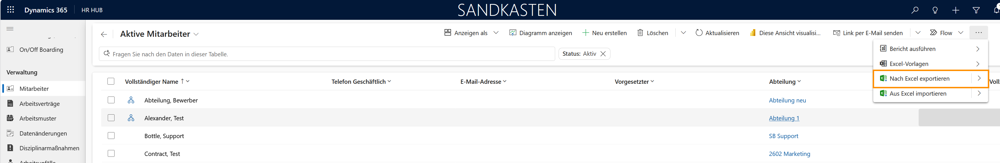 Dynamics 365 HR HUB SANDKASTEN
Aktive Mitarbeiter Anzeigen als Diagramm anzeigen Neu erstellen Löschen Aktualisieren Diese Ansicht visualisi... Link per E-Mail senden Flow ...
On/Off Boarding
Verwaltung
Mitarbeiter
Arbeitsverträge
Arbeitsmuster
Datenänderungen
Disziplinarmaßnahmen
Arbeitsunfälle
Fragen Sie nach den Daten in dieser Tabelle. Status: Aktiv
Bericht ausführen
Excel-Vorlagen
Nach Excel exportieren
Aus Excel importieren
Vollständiger Name Telefon Geschäftlich E-Mail-Adresse Vorgesetzter Abteilung
Abteilung, Bewerber Abteilung neu
Alexander, Test Abteilung 1
Bottle, Support SB Support
Contract, Test 2602 Marketing